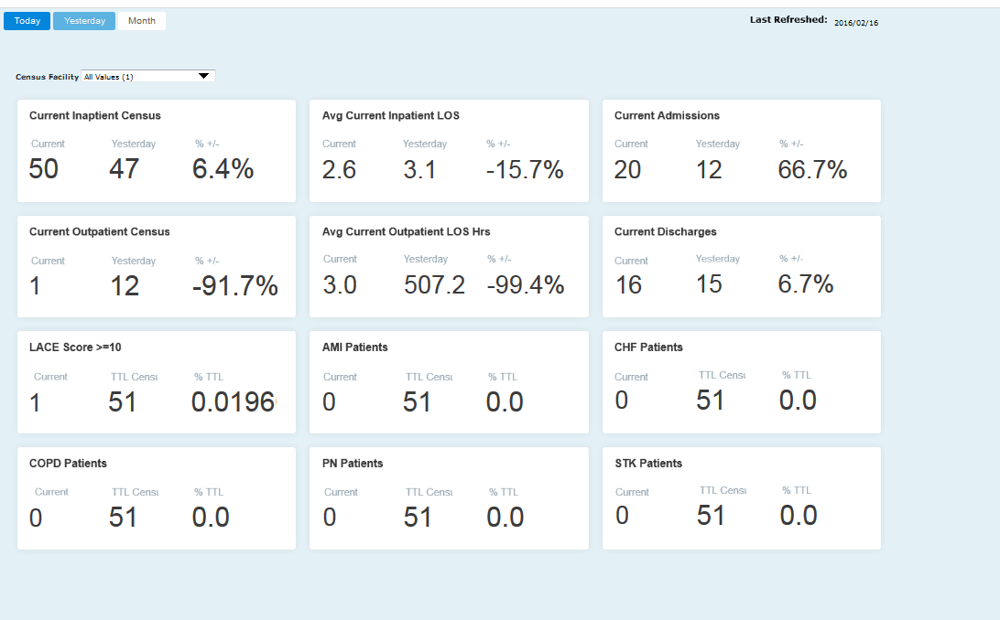 Today Yesterday Month Last Refreshed: 2016/02/16
Census Facility All Values (1)
Current Inaptient Census
Current Yesterday % +/-
50 47 6.4%
Avg Current Inpatient LOS
Current Yesterday % +/-
2.6 3.1 -15.7%
Current Admissions
Current Yesterday % +/-
20 12 66.7%
Current Outpatient Census
Current Yesterday % +/-
1 12 -91.7%
Avg Current Outpatient LOS Hrs
Current Yesterday % +/-
3.0 507.2 -99.4%
Current Discharges
Current Yesterday % +/-
16 15 6.7%
LACE Score >=10
Current TTL Censu % TTL
1 51 0.0196
AMI Patients
Current TTL Censu % TTL
0 51 0.0
CHF Patients
Current TTL Censu % TTL
0 51 0.0
COPD Patients
Current TTL Censu % TTL
0 51 0.0
PN Patients
Current TTL Censu % TTL
0 51 0.0
STK Patients
Current TTL Censu % TTL
0 51 0.0